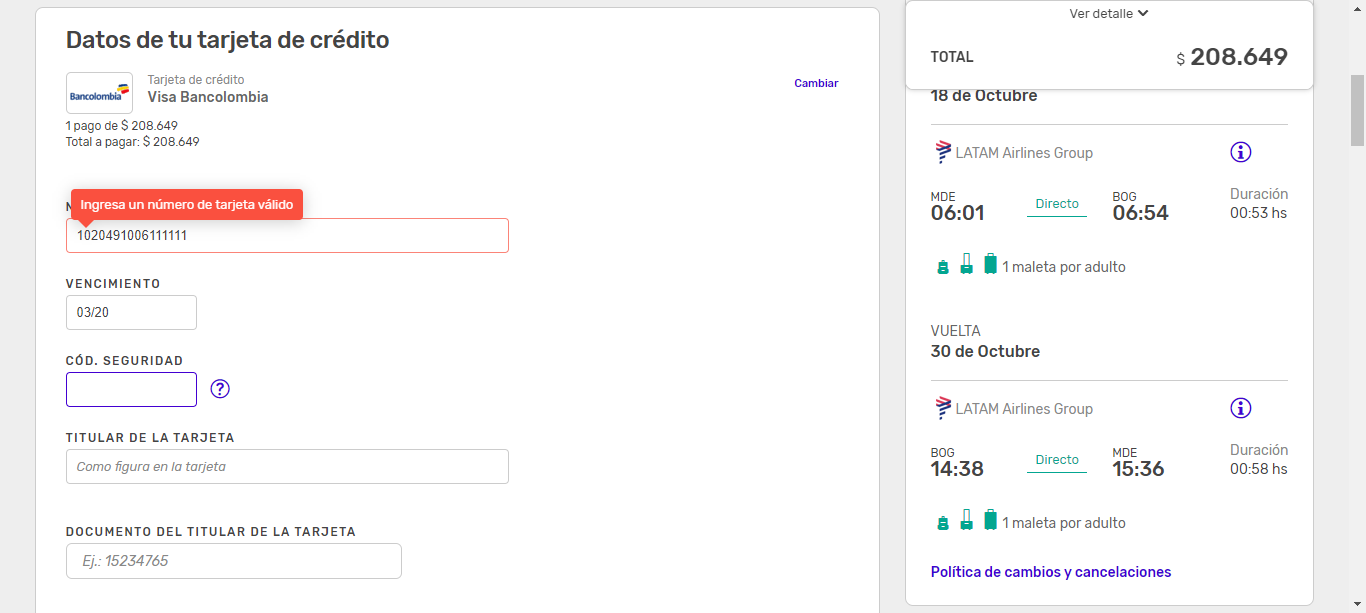 Datos de tu tarjeta de crédito
Bancolombia
Tarjeta de crédito
Visa Bancolombia
Cambiar
1 pago de $ 208.649
Total a pagar: $ 208.649
Ingresa un número de tarjeta válido
1020491006111111
VENCIMIENTO
03/20
CÓD. SEGURIDAD
?
TITULAR DE LA TARJETA
Como figura en la tarjeta
DOCUMENTO DEL TITULAR DE LA TARJETA
Ej.: 15234765
Ver detalle
TOTAL $ 208.649
18 de Octubre
LATAM Airlines Group
MDE
06:01
Directo
BOG
06:54
Duración
00:53 hs
1 maleta por adulto
VUELTA
30 de Octubre
LATAM Airlines Group
BOG
14:38
Directo
MDE
15:36
Duración
00:58 hs
1 maleta por adulto
Política de cambios y cancelaciones